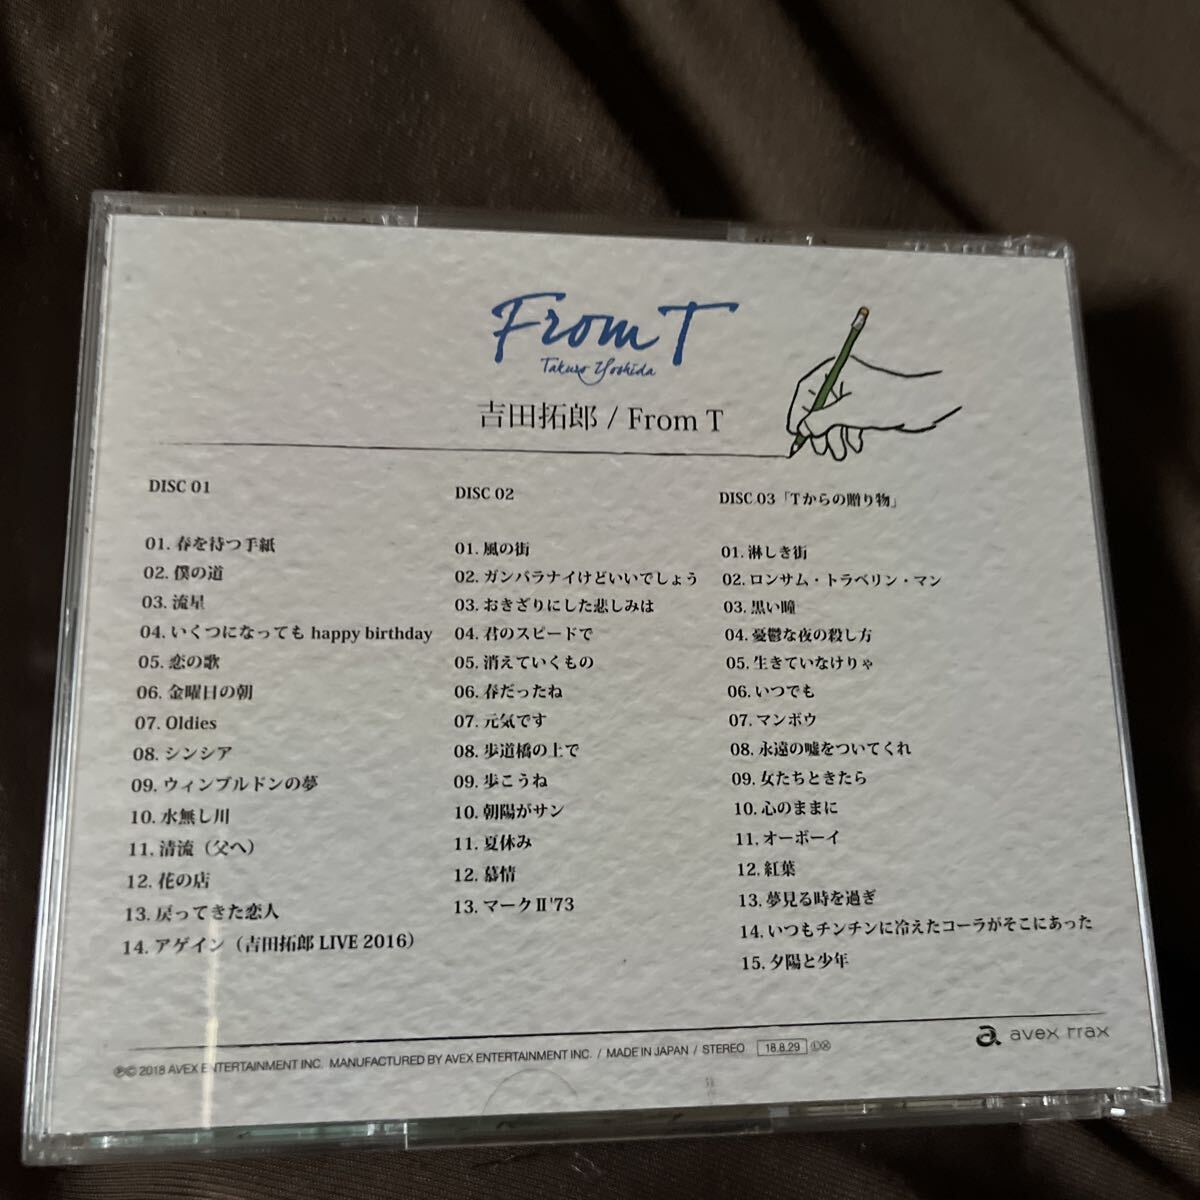 From T
Takuro Yoshida
吉田拓郎 / From T
DISC 01
01. 春を待つ手紙
02. 僕の道
03. 流星
04. いくつになっても happy birthday
05. 恋の歌
06. 金曜日の朝
07. Oldies
08. シンシア
09. ウィンブルドンの夢
10. 水無し川
11. 清流（父へ）
12. 花の店
13. 戻ってきた恋人
14. アゲイン（吉田拓郎 LIVE 2016）
DISC 02
01. 風の街
02. ガンバラナイけどいいでしょう
03. おきざりにした悲しみは
04. 君のスピードで
05. 消えていくもの
06. 春だったね
07. 元気です
08. 歩道橋の上で
09. 歩こうね
10. 朝陽がサン
11. 夏休み
12. 慕情
13. マークⅡ'73
DISC 03「Tからの贈り物」
01. 淋しき街
02. ロンサム・トラベリン・マン
03. 黒い瞳
04. 憂鬱な夜の殺し方
05. 生きていなけりゃ
06. いつでも
07. マンボウ
08. 永遠の嘘をついてくれ
09. 女たちときたら
10. 心のままに
11. オーボーイ
12. 紅葉
13. 夢見る時を過ぎ
14. いつもチンチンに冷えたコーラがそこにあった
15. 夕陽と少年
avex trax
℗© 2018 AVEX ENTERTAINMENT INC. MANUFACTURED BY AVEX ENTERTAINMENT INC. / MADE IN JAPAN / STEREO 18.8.29 Ⓛⓧ